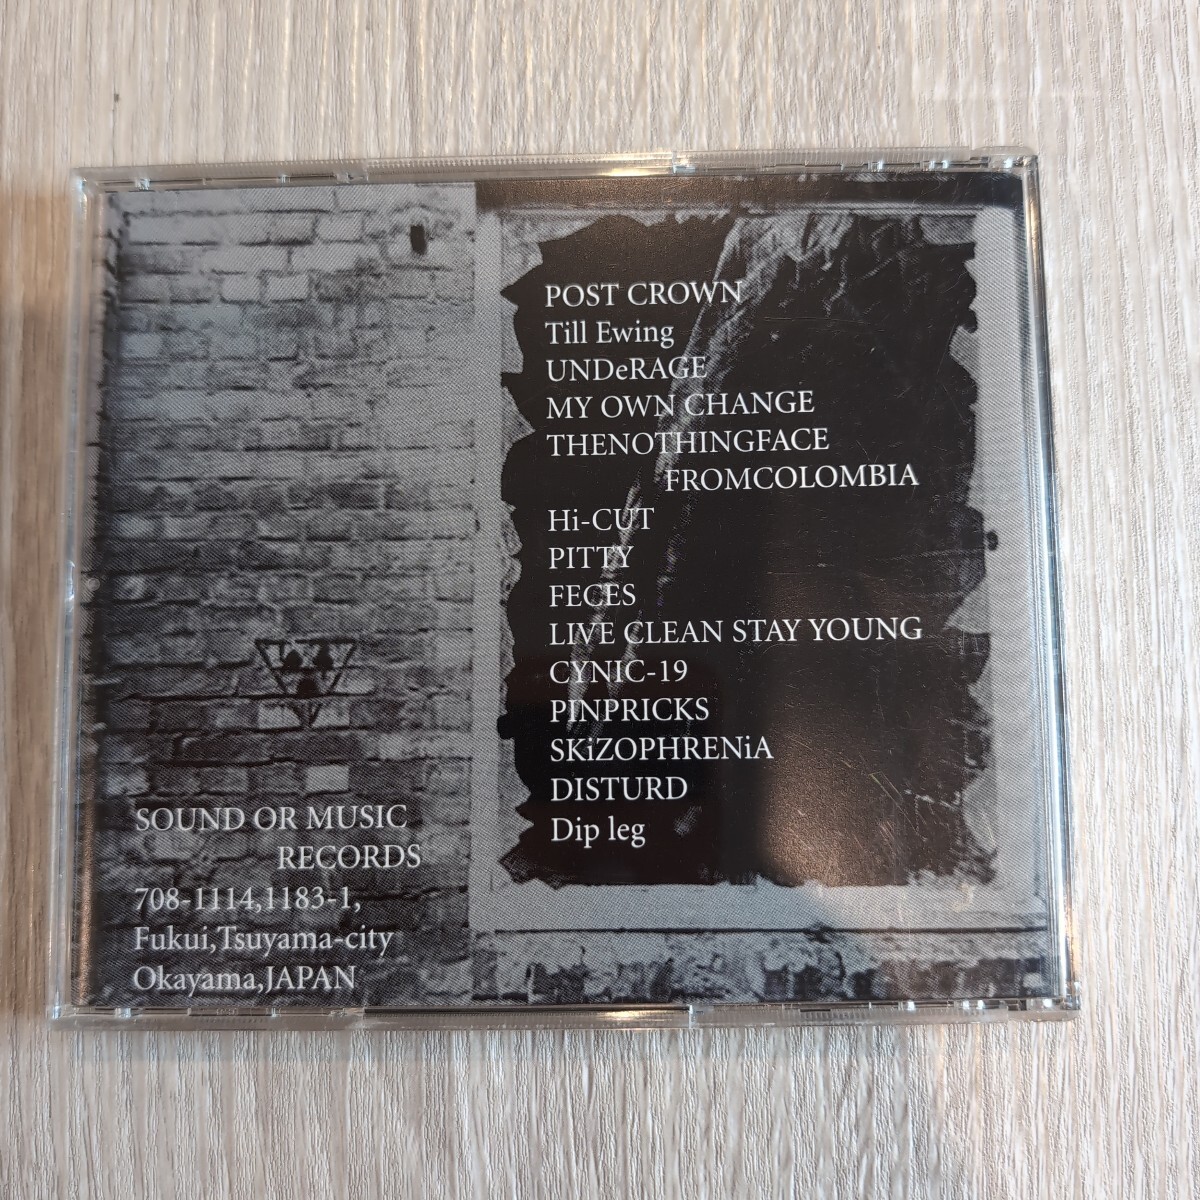 POST CROWN
Till Ewing
UNDeRAGE
MY OWN CHANGE
THENOTHINGFACE
FROMCOLOMBIA
Hi-CUT
PITTY
FECES
LIVE CLEAN STAY YOUNG
CYNIC-19
PINPRICKS
SKiZOPHRENiA
DISTURD
Dip leg
SOUND OR MUSIC
RECORDS
708-1114,1183-1,
Fukui,Tsuyama-city
Okayama,JAPAN